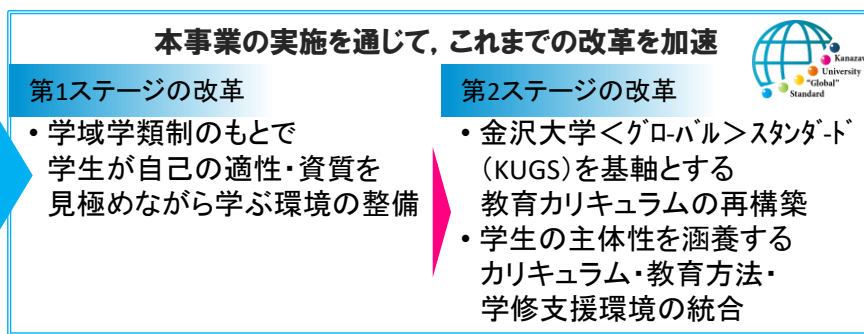 本事業の実施を通じて，これまでの改革を加速
Kanazawa
University
"Global"
Standard
第1ステージの改革
• 学域学類制のもとで
学生が自己の適性・資質を
見極めながら学ぶ環境の整備
第2ステージの改革
• 金沢大学＜ｸﾞﾛｰﾊﾞﾙ＞ｽﾀﾝﾀﾞｰﾄﾞ
（KUGS）を基軸とする
教育カリキュラムの再構築
• 学生の主体性を涵養する
カリキュラム・教育方法・
学修支援環境の統合